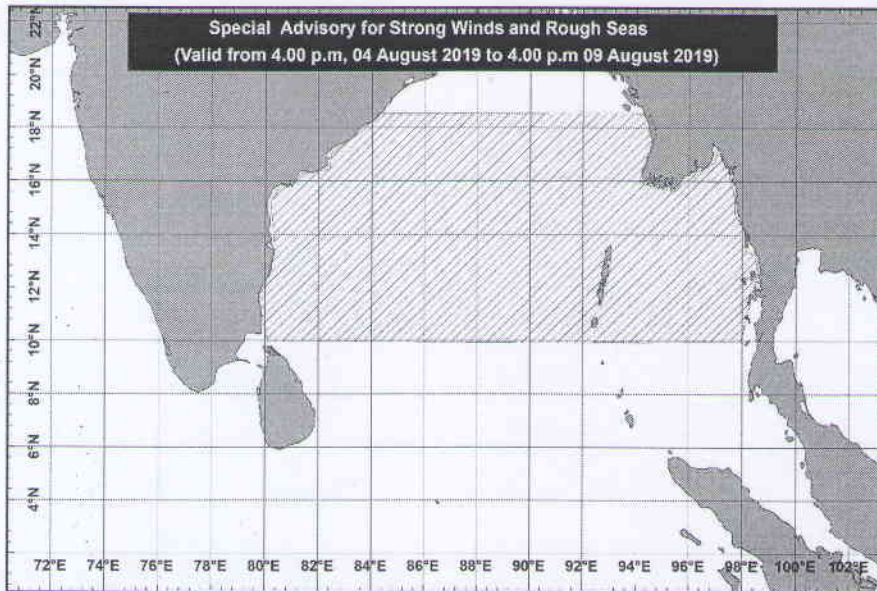 Special Advisory for Strong Winds and Rough Seas
(Valid from 4.00 p.m, 04 August 2019 to 4.00 p.m 09 August 2019)
22°N
20°N
18°N
16°N
14°N
12°N
10°N
8°N
6°N
4°N
72°E 74°E 76°E 78°E 80°E 82°E 84°E 86°E 88°E 90°E 92°E 94°E 96°E 98°E 100°E 102°E